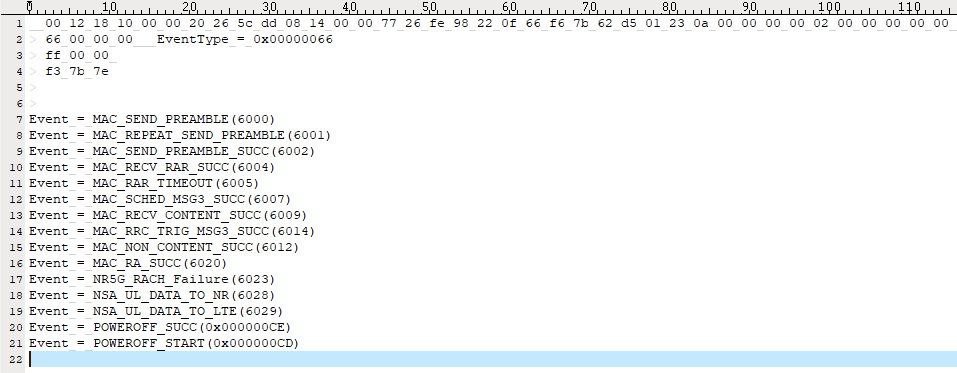 0 10 20 30 40 50 60 70 80 90 100 110
1 00 12 18 10 00 00 20 26 5c dd 08 14 00 00 77 26 fe 98 22 0f 66 f6 7b 62 d5 01 23 0a 00 00 00 00 02 00 00 00 00
2 > 66 00 00 00 EventType = 0x00000066
3 > ff 00 00
4 > f3 7b 7e
5 >
6 >
7 Event = MAC_SEND_PREAMBLE(6000)
8 Event = MAC_REPEAT_SEND_PREAMBLE(6001)
9 Event = MAC_SEND_PREAMBLE_SUCC(6002)
10 Event = MAC_RECV_RAR_SUCC(6004)
11 Event = MAC_RAR_TIMEOUT(6005)
12 Event = MAC_SCHED_MSG3_SUCC(6007)
13 Event = MAC_RECV_CONTENT_SUCC(6009)
14 Event = MAC_RRC_TRIG_MSG3_SUCC(6014)
15 Event = MAC_NON_CONTENT_SUCC(6012)
16 Event = MAC_RA_SUCC(6020)
17 Event = NR5G_RACH_Failure(6023)
18 Event = NSA_UL_DATA_TO_NR(6028)
19 Event = NSA_UL_DATA_TO_LTE(6029)
20 Event = POWEROFF_SUCC(0x000000CE)
21 Event = POWEROFF_START(0x000000CD)
22